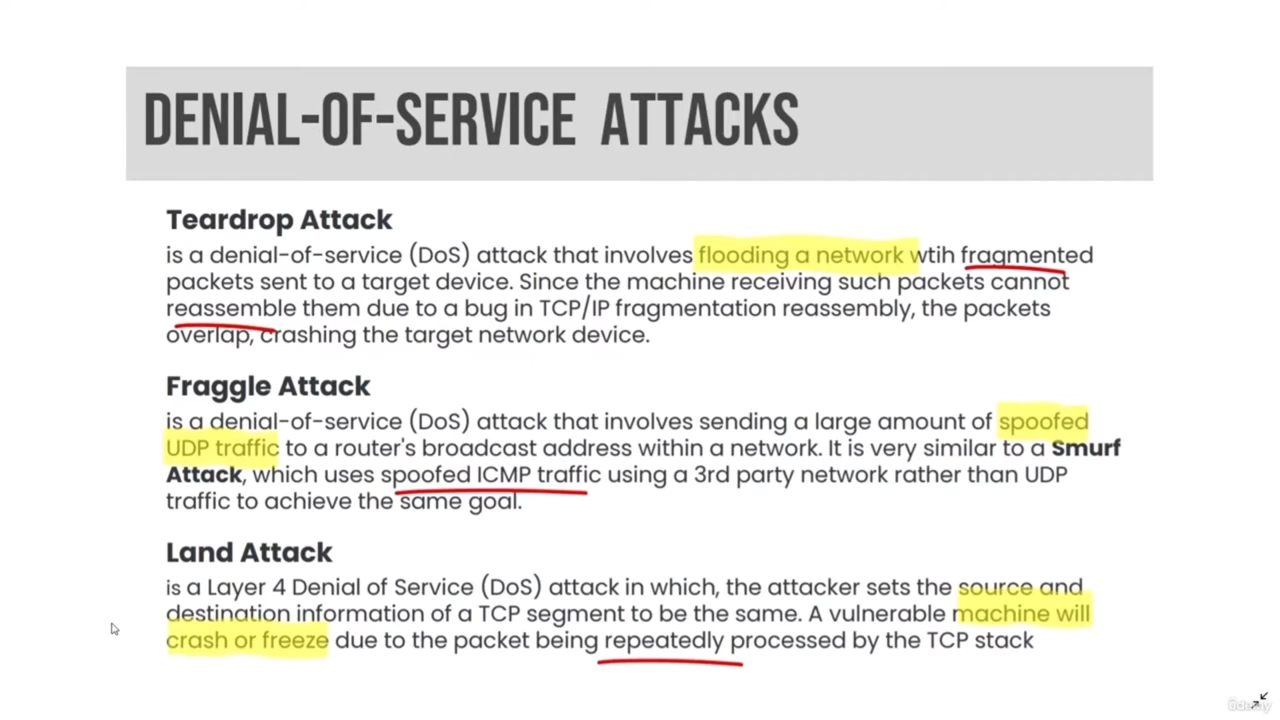 DENIAL-OF-SERVICE ATTACKS
Teardrop Attack
is a denial-of-service (DoS) attack that involves flooding a network wtih fragmented
packets sent to a target device. Since the machine receiving such packets cannot
reassemble them due to a bug in TCP/IP fragmentation reassembly, the packets
overlap, crashing the target network device.
Fraggle Attack
is a denial-of-service (DoS) attack that involves sending a large amount of spoofed
UDP traffic to a router's broadcast address within a network. It is very similar to a Smurf
Attack, which uses spoofed ICMP traffic using a 3rd party network rather than UDP
traffic to achieve the same goal.
Land Attack
is a Layer 4 Denial of Service (DoS) attack in which, the attacker sets the source and
destination information of a TCP segment to be the same. A vulnerable machine will
crash or freeze due to the packet being repeatedly processed by the TCP stack
ûdemy